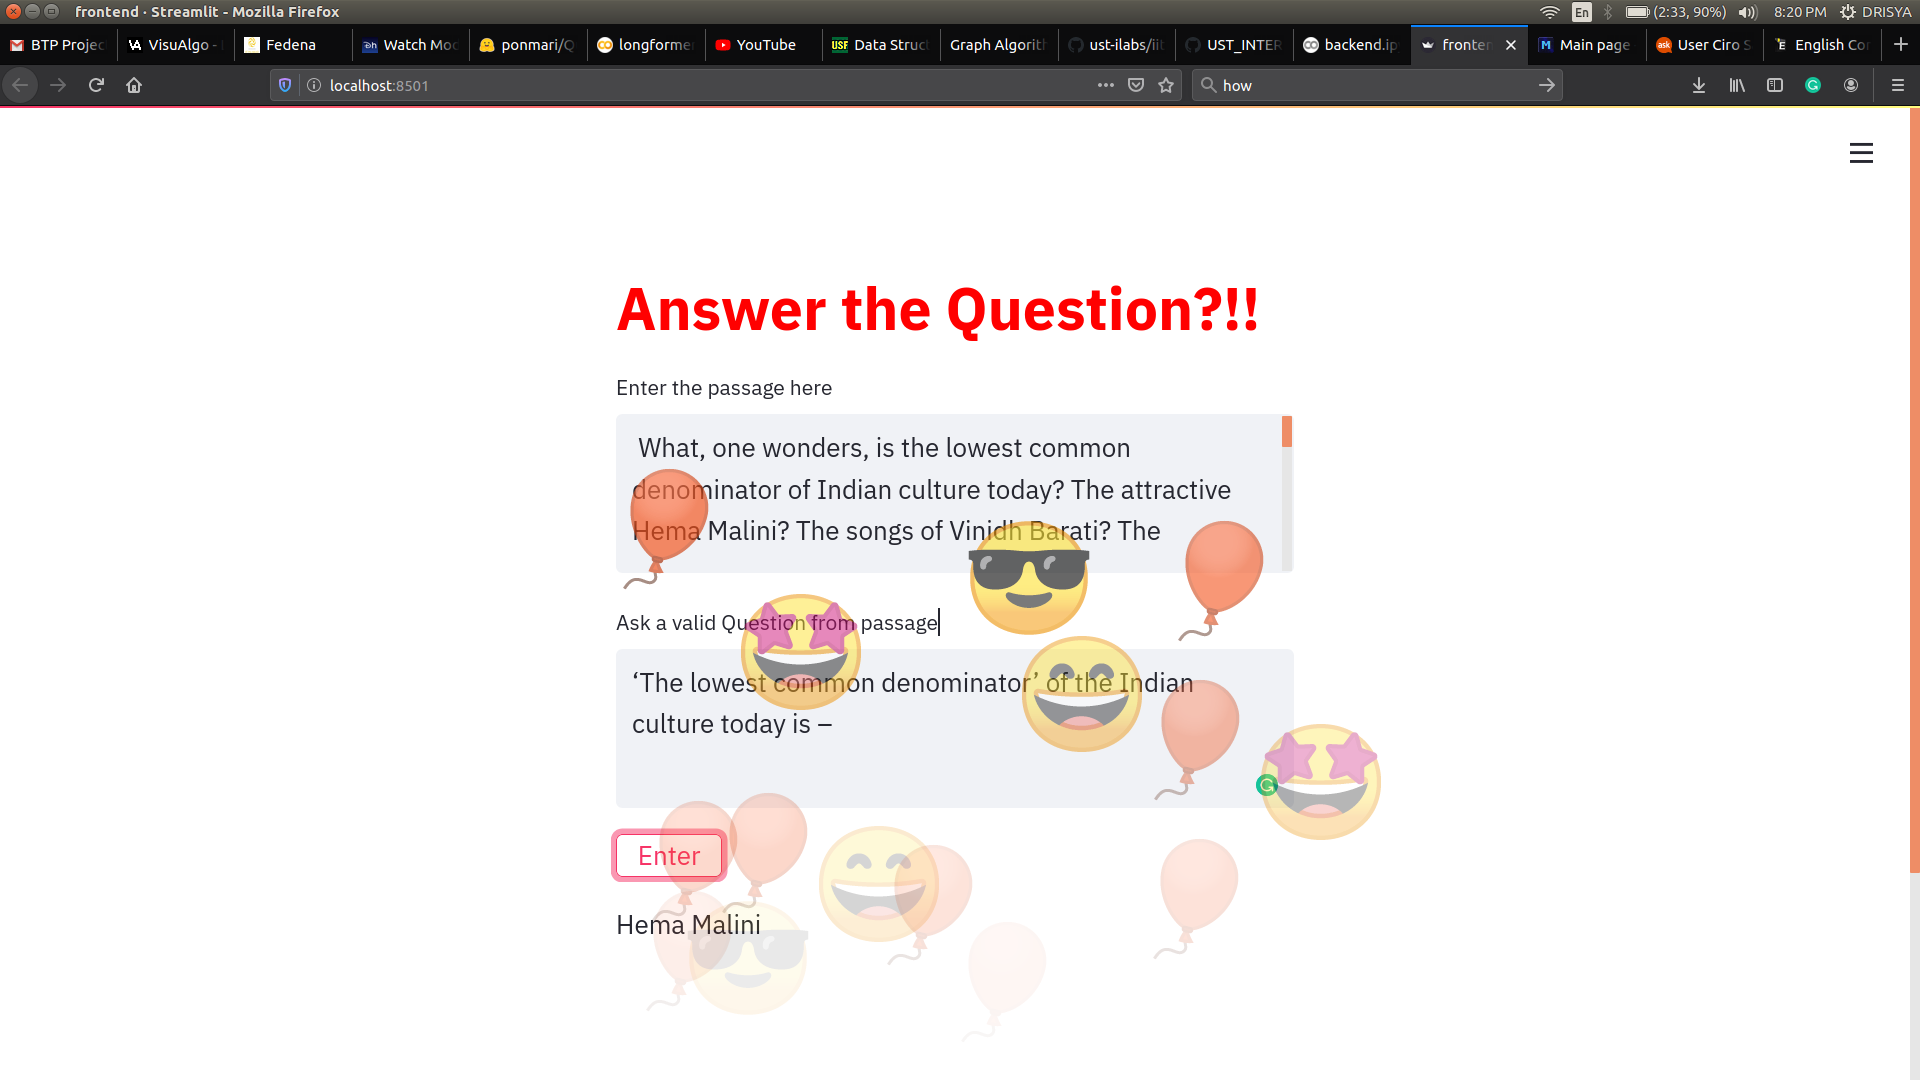 frontend - Streamlit - Mozilla Firefox
En
(2:33, 90%)
8:20 PM
DRISYA
BTP Projec
VisuAlgo -
Fedena
Watch Mo
ponmari/Q
longformer
YouTube
Data Struct
Graph Algorith
ust-ilabs/iit
UST_INTER
backend.ip
fronten
Main page
User Ciro S
English Cor
localhost:8501
how
Answer the Question?!!
Enter the passage here
What, one wonders, is the lowest common
denominator of Indian culture today? The attractive
Hema Malini? The songs of Vinidh Barati? The
Ask a valid Question from passage
‘The lowest common denominator’ of the Indian
culture today is –
Enter
Hema Malini